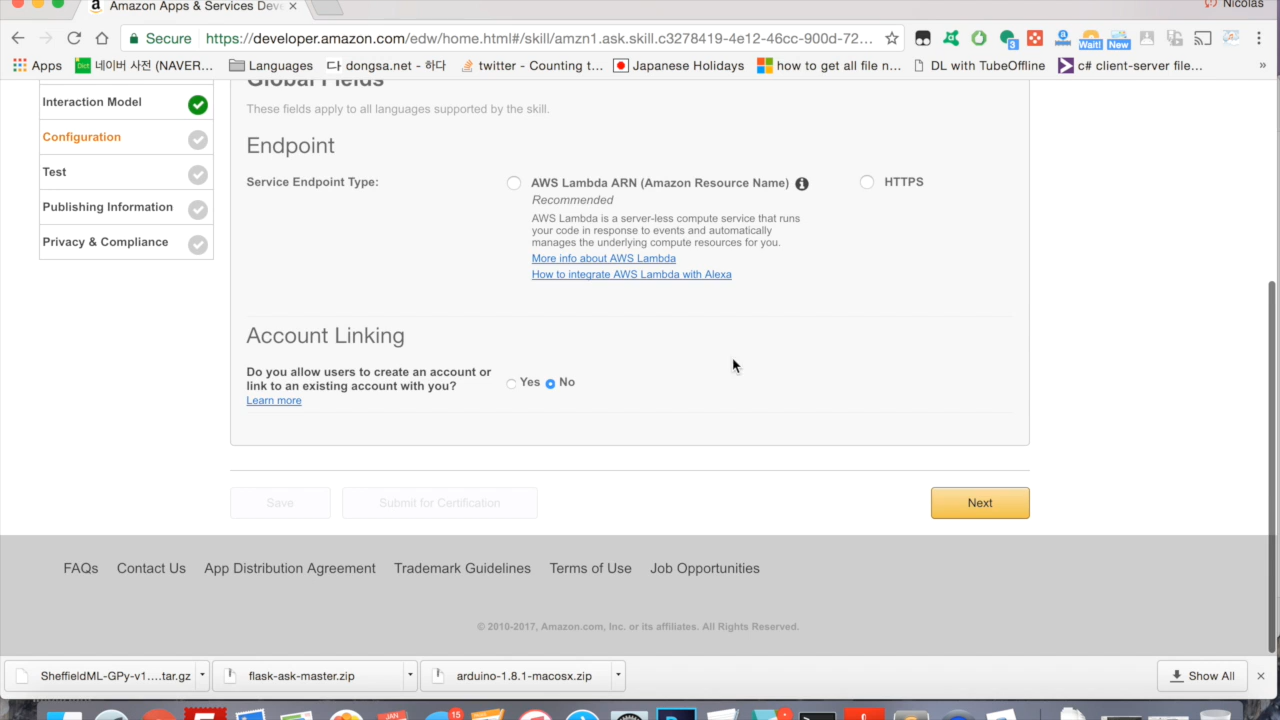 Amazon Apps & Services Dev
Nicolas
Secure
https://developer.amazon.com/edw/home.html#/skill/amzn1.ask.skill.c3278419-4e12-46cc-900d-72...
3
Wait!
New
Apps
Dict
네이버 사전 (NAVER...
Languages
다
dongsa.net - 하다
twitter - Counting t...
Japanese Holidays
how to get all file n...
DL with TubeOffline
c# client-server file...
»
Global Fields
These fields apply to all languages supported by the skill.
Interaction Model
Configuration
Test
Publishing Information
Privacy & Compliance
Endpoint
Service Endpoint Type:
AWS Lambda ARN (Amazon Resource Name)
HTTPS
Recommended
AWS Lambda is a server-less compute service that runs
your code in response to events and automatically
manages the underlying compute resources for you.
More info about AWS Lambda
How to integrate AWS Lambda with Alexa
Account Linking
Do you allow users to create an account or
link to an existing account with you?
Yes
No
Learn more
Save
Submit for Certification
Next
FAQs
Contact Us
App Distribution Agreement
Trademark Guidelines
Terms of Use
Job Opportunities
© 2010-2017, Amazon.com, Inc. or its affiliates. All Rights Reserved.
SheffieldML-GPy-v1....tar.gz
flask-ask-master.zip
arduino-1.8.1-macosx.zip
Show All
JAN
15